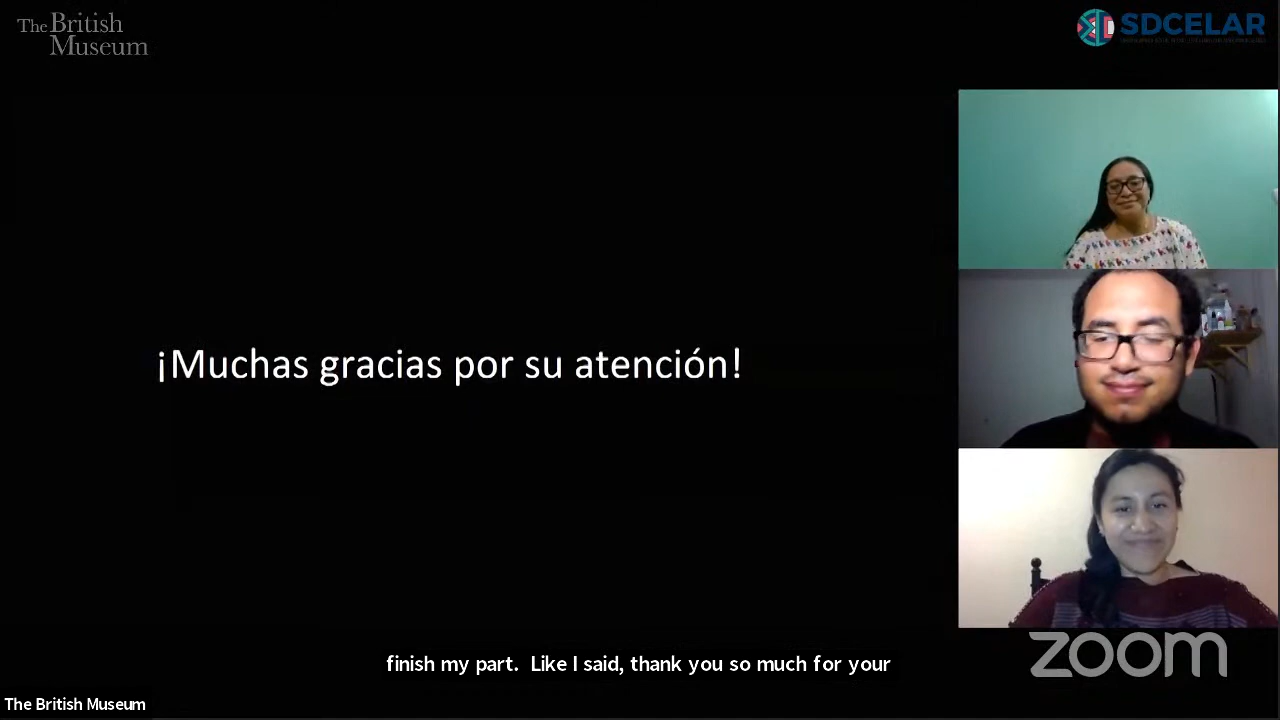 The British
Museum
SDCELAR
¡Muchas gracias por su atención!
finish my part.  Like I said, thank you so much for your
zoom
The British Museum